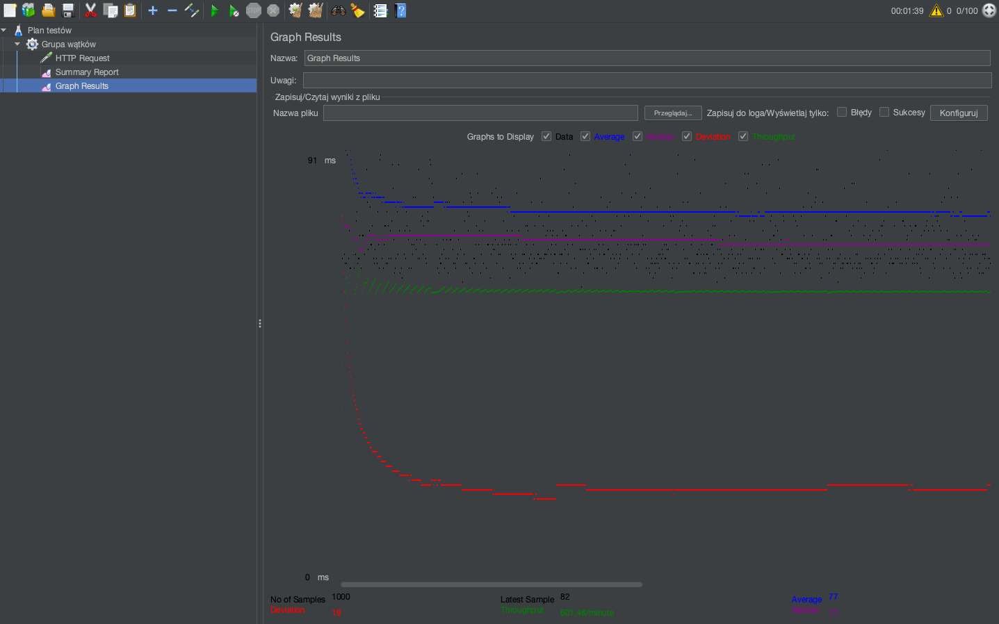 STOP
00:01:39 0 0/100
Plan testów
Grupa wątków
HTTP Request
Summary Report
Graph Results
Graph Results
Nazwa: Graph Results
Uwagi:
Zapisuj/Czytaj wyniki z pliku
Nazwa pliku Przeglądaj... Zapisuj do loga/Wyświetlaj tylko: Błędy Sukcesy Konfiguruj
Graphs to Display Data Average Median Deviation Throughput
91 ms
0 ms
No of Samples 1000 Latest Sample 82 Average 77
Deviation 19 Throughput 601,48/minute Median